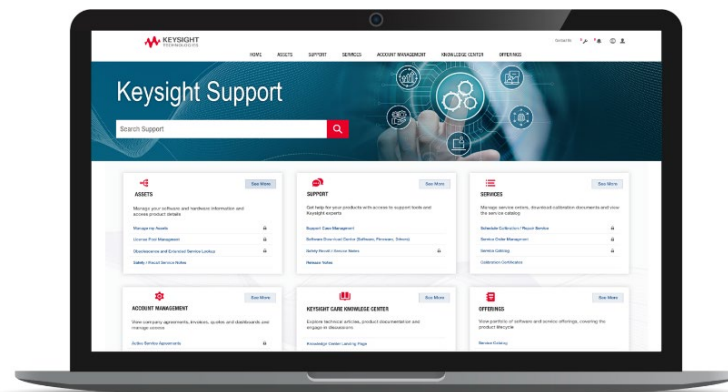 KEYSIGHT
TECHNOLOGIES
HOME ASSETS SUPPORT SERVICES ACCOUNT MANAGEMENT KNOWLEDGE CENTER OFFERINGS
Keysight Support
Search Support
See More
ASSETS
Manage your software and hardware information and
access product details
Manage my Assets
License Pool Management
Obsolescence and Extended Service Lookup
Safety / Recall Service Notes
See More
SUPPORT
Get help for your products with access to support tools and
Keysight experts
Support Case Management
Software Download Center (Software, Firmware, Drivers)
Safety Recall / Service Notes
Release Notes
See More
SERVICES
Manage service orders, download calibration documents and view
the service catalog
Schedule Calibration / Repair Service
Service Order Management
Service Catalog
Calibration Certificates
See More
ACCOUNT MANAGEMENT
View company agreements, invoices, quotes and dashboards and
manage access
Active Service Agreements
See More
KEYSIGHT CARE KNOWLEDGE CENTER
Explore technical articles, product documentation and
engage in discussions
Knowledge Center Landing Page
See More
OFFERINGS
View portfolio of software and service offerings, covering the
product lifecycle
Service Catalog